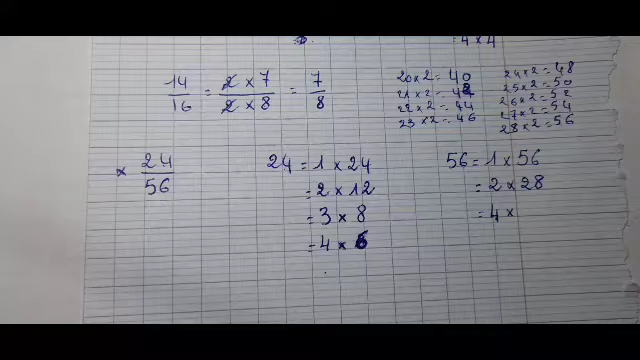 = 4 x 4
14/16 = 2 x 7 / 2 x 8 = 7/8
20 x 2 = 40
21 x 2 = 42
22 x 2 = 44
23 x 2 = 46
24 x 2 = 48
25 x 2 = 50
26 x 2 = 52
27 x 2 = 54
28 x 2 = 56
x 24/56
24 = 1 x 24
= 2 x 12
= 3 x 8
= 4 x 6
56 = 1 x 56
= 2 x 28
= 4 x